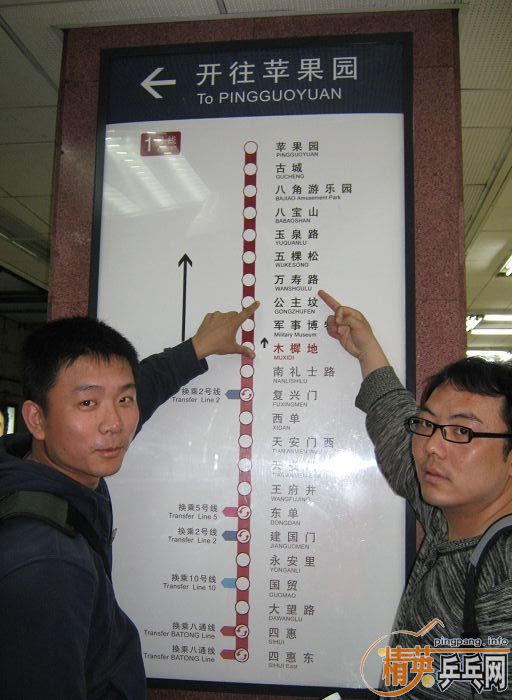 开往苹果园
To PINGGUOYUAN
1号线
苹果园
PINGGUOYUAN
古城
GUCHENG
八角游乐园
BAJIAO Amusement Park
八宝山
BABAOSHAN
玉泉路
YUQUANLU
五棵松
WUKESONG
万寿路
WANSHOULU
公主坟
GONGZHUFEN
军事博
Military Museum
木樨地
MUXIDI
南礼士路
NANLISHILU
换乘2号线
Transfer Line 2
复兴门
FUXINGMEN
西单
XIDAN
天安门西
TIAN'ANMEN
王府井
WANGFUJING
换乘5号线
Transfer Line 5
东单
DONGDAN
换乘2号线
Transfer Line 2
建国门
JIANGUOMEN
永安里
YONGANLI
换乘10号线
Transfer Line 10
国贸
GUOMAO
大望路
DAWANGLU
换乘八通线
Transfer BATONG Line
四惠
SIHUI
换乘八通线
Transfer BATONG Line
四惠东
SIHUI East
pingpang.info
精英乒乓网